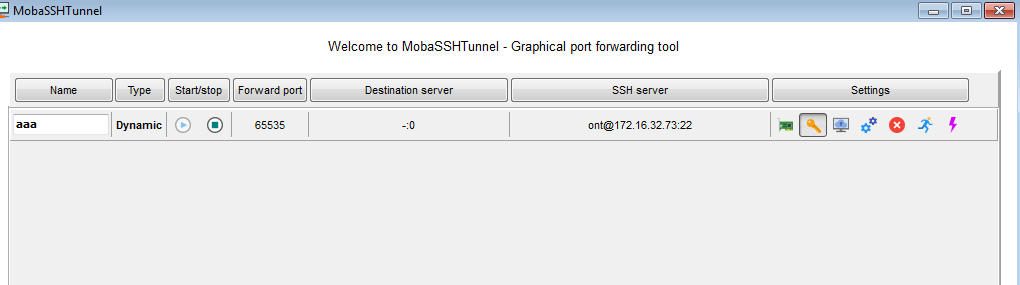 MobaSSHTunnel
Welcome to MobaSSHTunnel - Graphical port forwarding tool
Name Type Start/stop Forward port Destination server SSH server Settings
aaa Dynamic 65535 -:0 ont@172.16.32.73:22